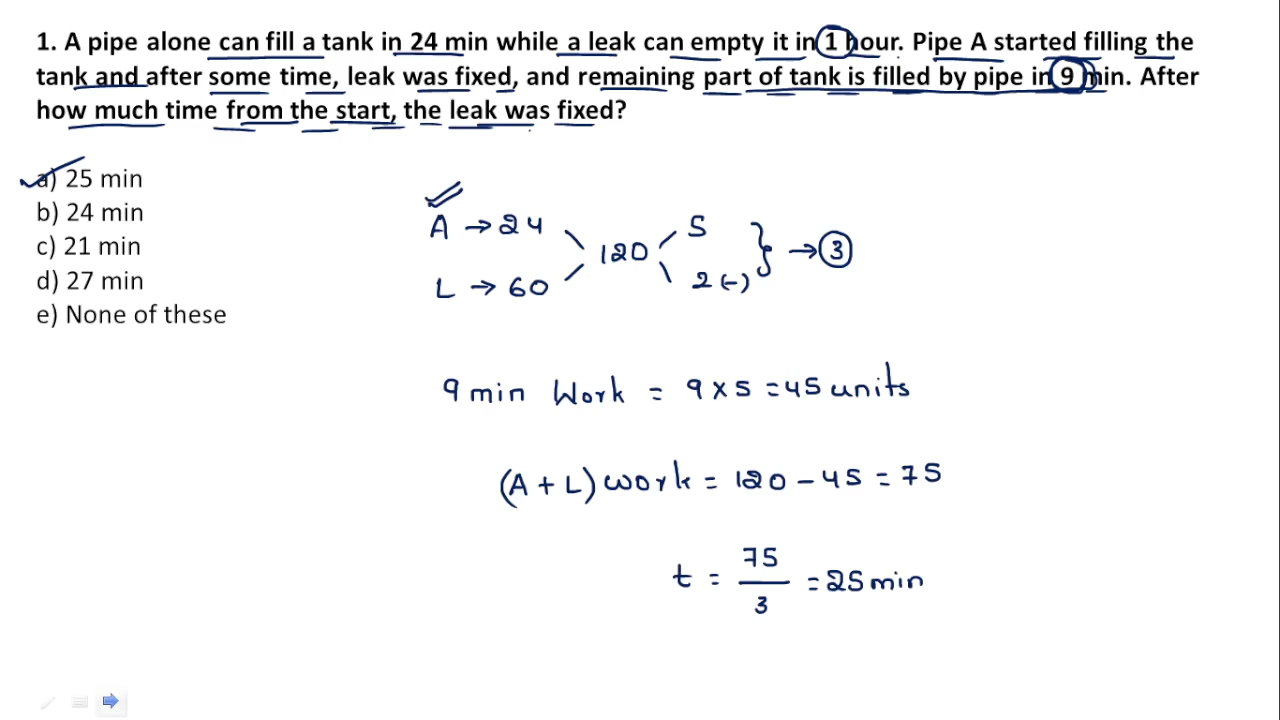 1. A pipe alone can fill a tank in 24 min while a leak can empty it in 1 hour. Pipe A started filling the
tank and after some time, leak was fixed, and remaining part of tank is filled by pipe in 9 min. After
how much time from the start, the leak was fixed?
a) 25 min
b) 24 min
c) 21 min
d) 27 min
e) None of these
A → 24
L → 60
120
5
2 (-)
→ 3
9 min Work = 9 x 5 = 45 units
(A + L) work = 120 - 45 = 75
t = 75/3 = 25 min